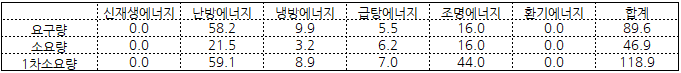 신재생에너지 난방에너지 냉방에너지 급탕에너지 조명에너지 환기에너지 합계
요구량 0.0 58.2 9.9 5.5 16.0 0.0 89.6
소요량 0.0 21.5 3.2 6.2 16.0 0.0 46.9
1차소요량 0.0 59.1 8.9 7.0 44.0 0.0 118.9